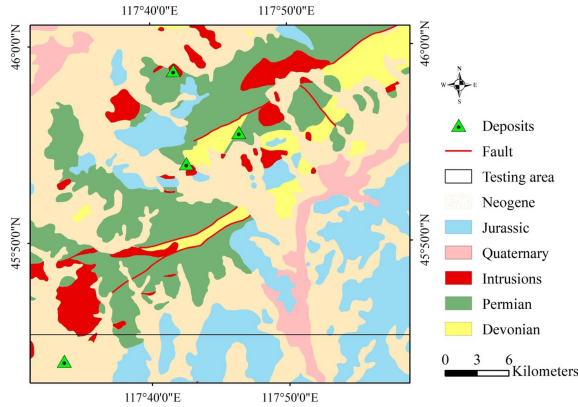 117°40'0"E 117°50'0"E
46°0'0"N
46°0'0"N
45°50'0"N
45°50'0"N
117°40'0"E 117°50'0"E
N
W E
S
Deposits
Fault
Testing area
Neogene
Jurassic
Quaternary
Intrusions
Permian
Devonian
0 3 6
Kilometers